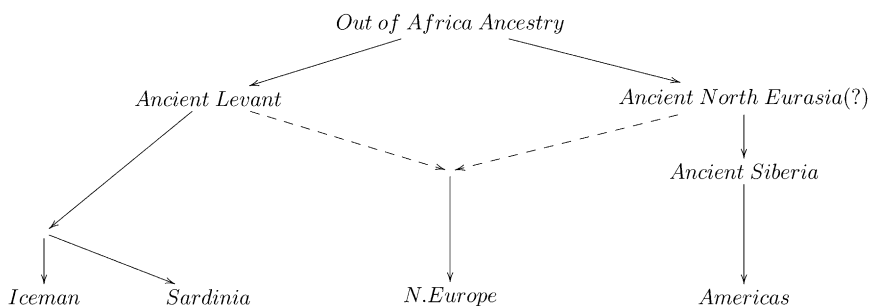 Out of Africa Ancestry
Ancient Levant
Ancient North Eurasia(?)
Ancient Siberia
Iceman
Sardinia
N.Europe
Americas